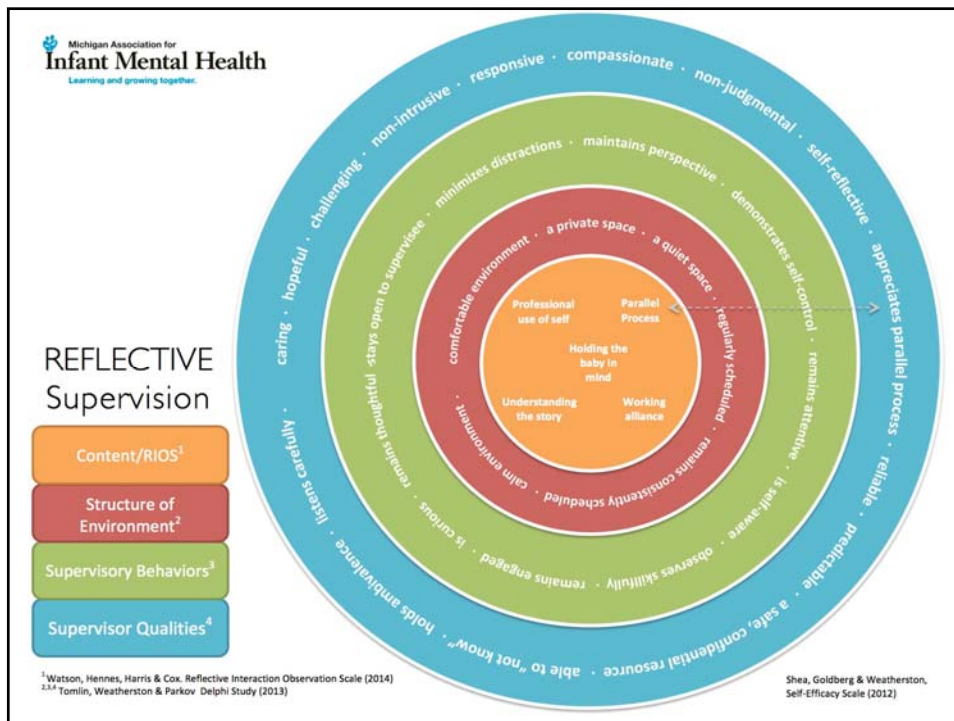 Michigan Association for
Infant Mental Health
Learning and growing together.
REFLECTIVE
Supervision
Content/RIOS1
Structure of
Environment2
Supervisory Behaviors3
Supervisor Qualities4
caring · hopeful · challenging · non-intrusive · responsive · compassionate · non-judgmental · self-reflective · appreciates parallel process · reliable · predictable · a safe, confidential resource · able to "not know" · holds ambivalence · listens carefully ·
stays open to supervisee · minimizes distractions · maintains perspective · demonstrates self-control · remains attentive · is self-aware · observes skillfully · remains engaged · is curious · remains thoughtful ·
comfortable environment · a private space · a quiet space · regularly scheduled · remains consistently scheduled · calm environment ·
Professional
use of self
Parallel
Process
Holding the
baby in
mind
Understanding
the story
Working
alliance
1Watson, Hennes, Harris & Cox. Reflective Interaction Observation Scale (2014)
2,3,4 Tomlin, Weatherston & Parkov Delphi Study (2013)
Shea, Goldberg & Weatherston,
Self-Efficacy Scale (2012)